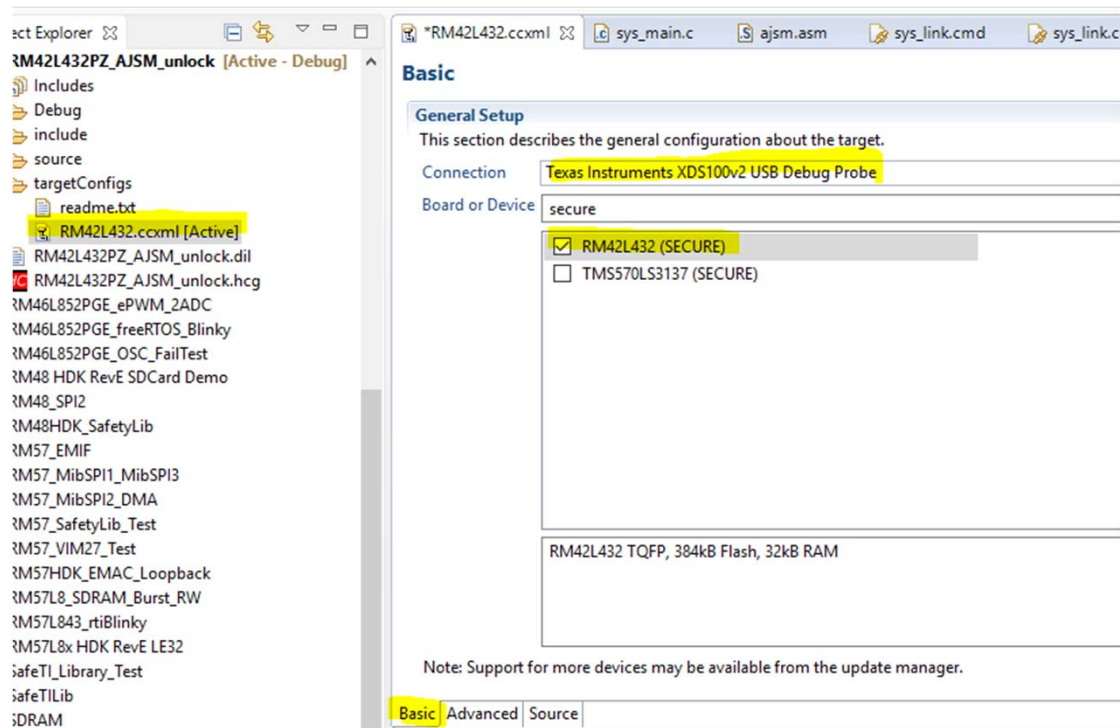 ect Explorer
RM42L432PZ_AJSM_unlock [Active - Debug]
Includes
Debug
include
source
targetConfigs
readme.txt
RM42L432.ccxml [Active]
RM42L432PZ_AJSM_unlock.dil
RM42L432PZ_AJSM_unlock.hcg
RM46L852PGE_ePWM_2ADC
RM46L852PGE_freeRTOS_Blinky
RM46L852PGE_OSC_FailTest
RM48 HDK RevE SDCard Demo
RM48_SPI2
RM48HDK_SafetyLib
RM57_EMIF
RM57_MibSPI1_MibSPI3
RM57_MibSPI2_DMA
RM57_SafetyLib_Test
RM57_VIM27_Test
RM57HDK_EMAC_Loopback
RM57L8_SDRAM_Burst_RW
RM57L843_rtiBlinky
RM57L8x HDK RevE LE32
SafeTI_Library_Test
SafeTILib
SDRAM
*RM42L432.ccxml
sys_main.c
ajsm.asm
sys_link.cmd
sys_link.c
Basic
General Setup
This section describes the general configuration about the target.
Connection
Texas Instruments XDS100v2 USB Debug Probe
Board or Device
secure
RM42L432 (SECURE)
TMS570LS3137 (SECURE)
RM42L432 TQFP, 384kB Flash, 32kB RAM
Note: Support for more devices may be available from the update manager.
Basic Advanced Source